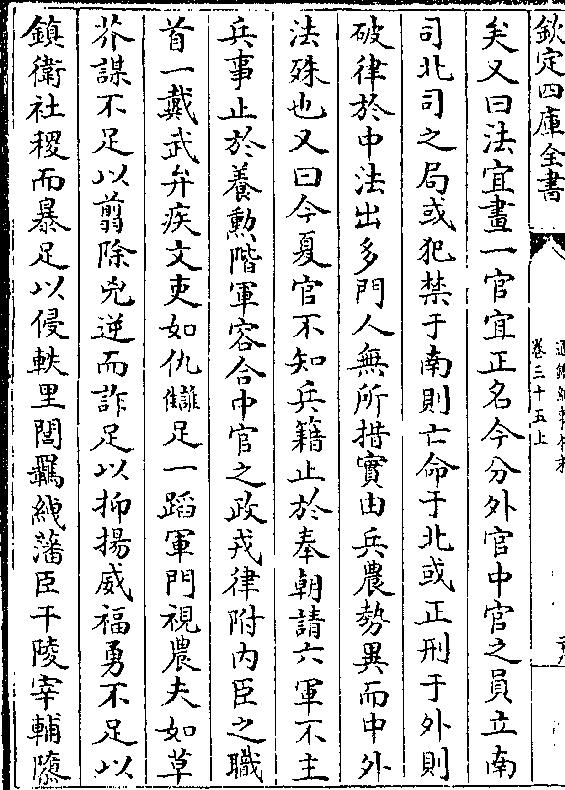 欽定四庫全書
卷三十五上
矣又曰法宜畫一官宜正名今分外官中官之員立南
司北司之局或犯禁于南則亡命于北或正刑于外則
破律於中法出多門人無所措實由兵農勢異而中外
法殊也又曰今夏官不知兵籍止於奉朝請六軍不主
兵事止於養勲階軍容合中官之政戎律附内臣之職
首一戴武弁疾文吏如仇讎足一蹈軍門視農夫如草
芥謀不足以翦除兇逆而詐足以抑揚威福勇不足以
鎮衛社稷而暴足以侵軼里閭羈紲藩臣干陵宰輔隳